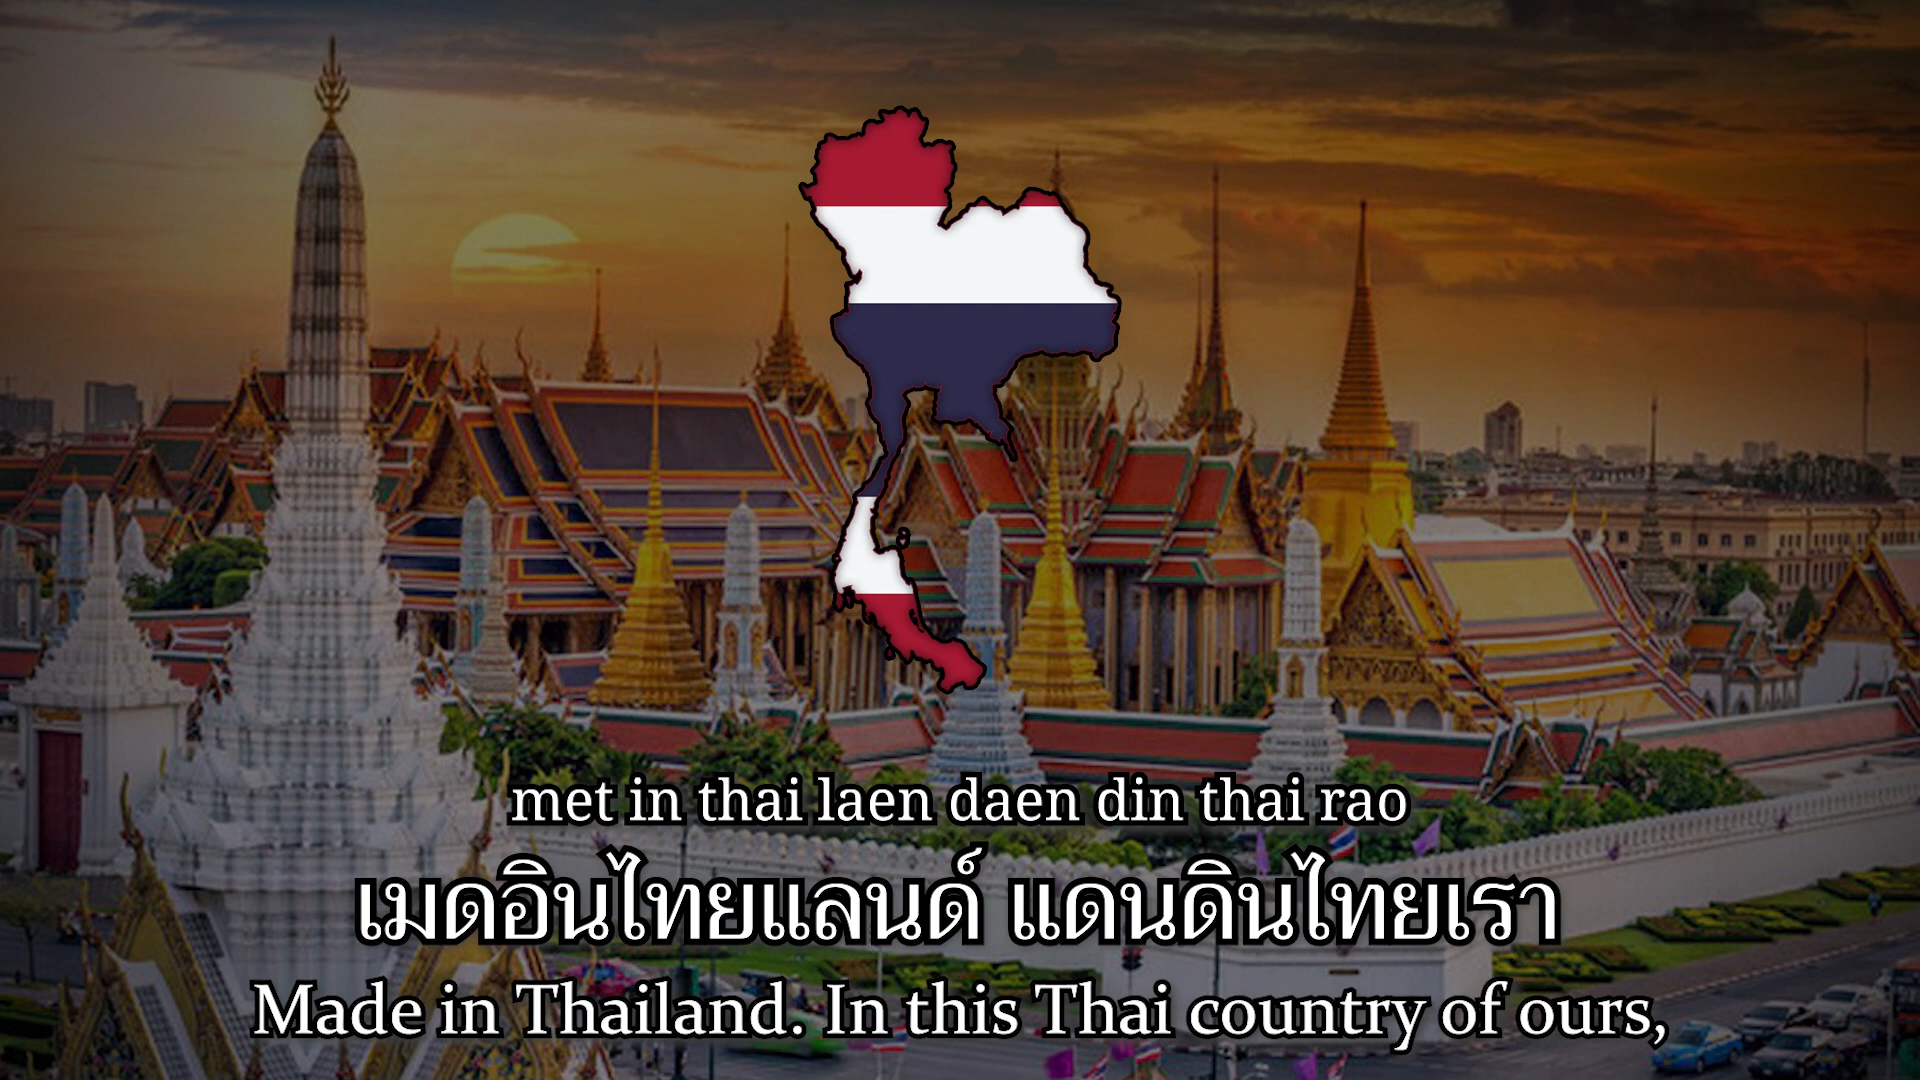 met in thai laen daen din thai rao
เมดอินไทยแลนด์ แดนดินไทยเรา
Made in Thailand. In this Thai country of ours,